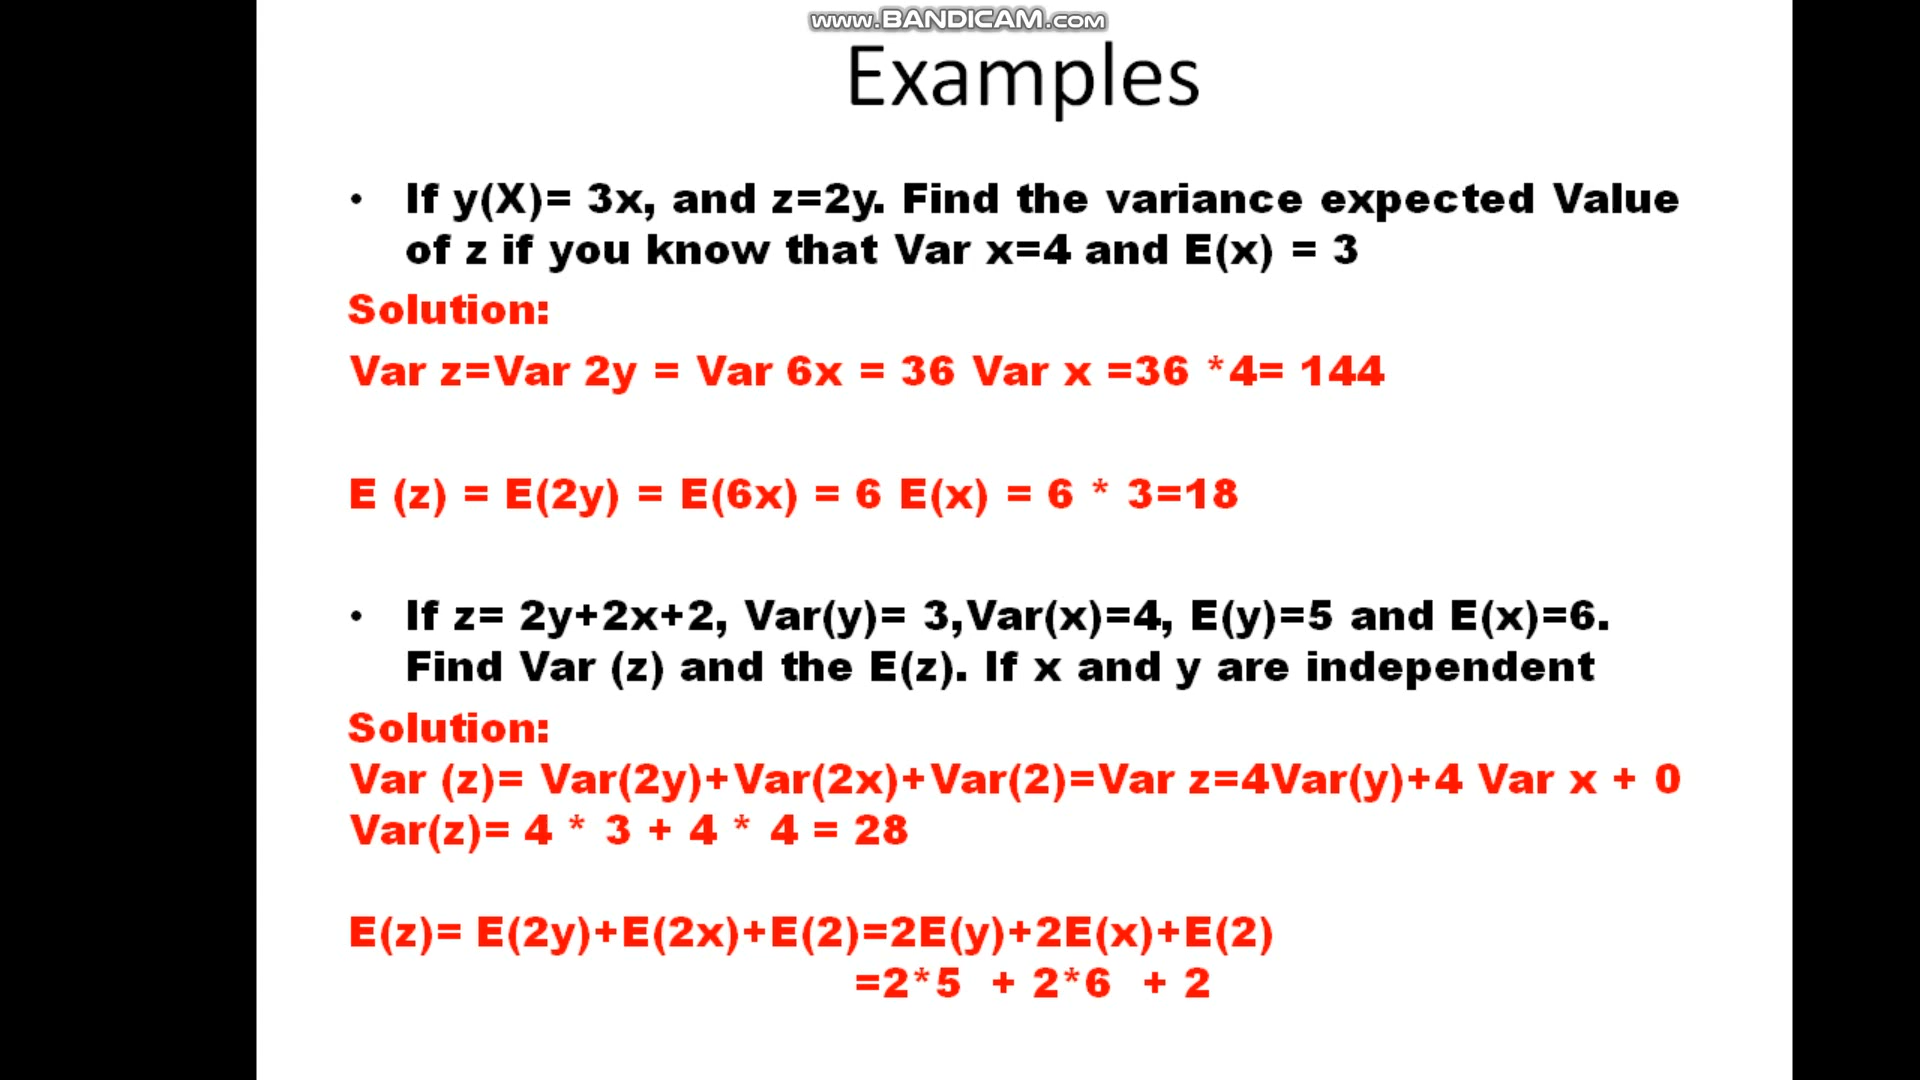 www.BANDICAM.com
Examples
• If y(X)= 3x, and z=2y. Find the variance expected Value
of z if you know that Var x=4 and E(x) = 3
Solution:
Var z=Var 2y = Var 6x = 36 Var x =36 *4= 144
E (z) = E(2y) = E(6x) = 6 E(x) = 6 * 3=18
• If z= 2y+2x+2, Var(y)= 3,Var(x)=4, E(y)=5 and E(x)=6.
Find Var (z) and the E(z). If x and y are independent
Solution:
Var (z)= Var(2y)+Var(2x)+Var(2)=Var z=4Var(y)+4 Var x + 0
Var(z)= 4 * 3 + 4 * 4 = 28
E(z)= E(2y)+E(2x)+E(2)=2E(y)+2E(x)+E(2)
=2*5 + 2*6 + 2